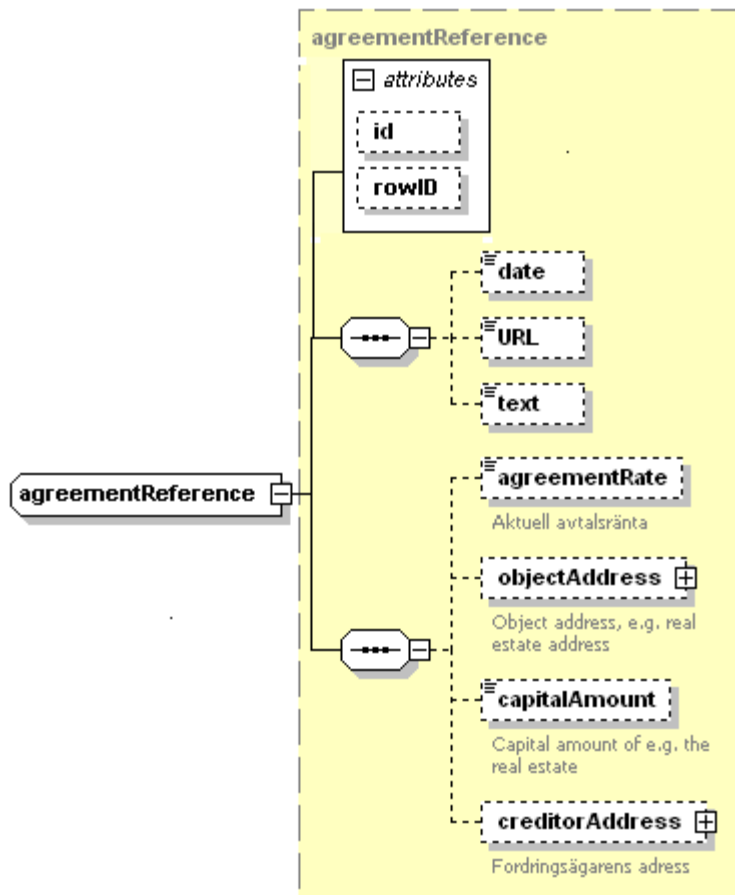 agreementReference
attributes
id
rowID
date
URL
text
agreementReference
agreementRate
Aktuell avtalsränta
objectAddress
Object address, e.g. real
estate address
capitalAmount
Capital amount of e.g. the
real estate
creditorAddress
Fordringsägarens adress